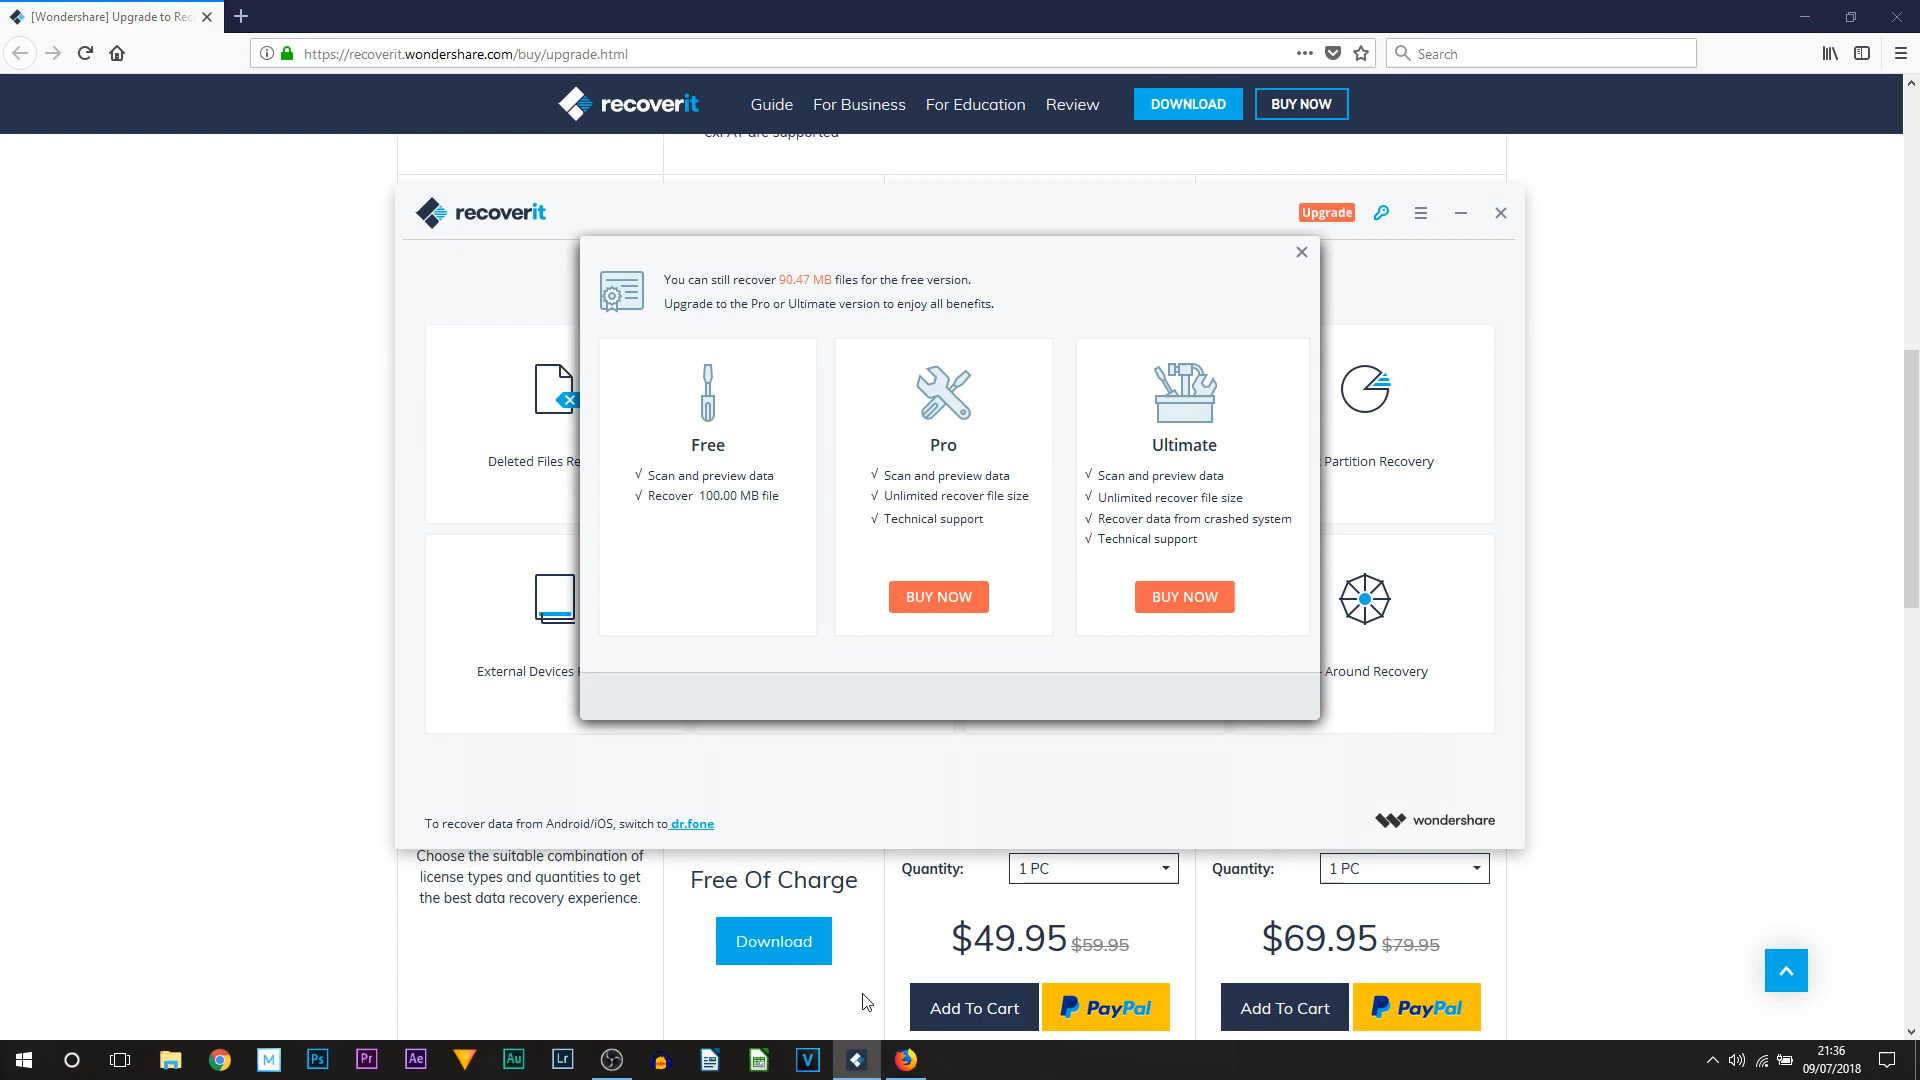 [Wondershare] Upgrade to Rec
https://recoverit.wondershare.com/buy/upgrade.html
Search
recoverit
Guide
For Business
For Education
Review
DOWNLOAD
BUY NOW
exFAT are supported
recoverit
Upgrade
You can still recover 90.47 MB files for the free version.
Upgrade to the Pro or Ultimate version to enjoy all benefits.
Free
√ Scan and preview data
√ Recover 100.00 MB file
Pro
√ Scan and preview data
√ Unlimited recover file size
√ Technical support
BUY NOW
Ultimate
√ Scan and preview data
√ Unlimited recover file size
√ Recover data from crashed system
√ Technical support
BUY NOW
Deleted Files Re
Partition Recovery
External Devices
Around Recovery
To recover data from Android/iOS, switch to dr.fone
wondershare
Choose the suitable combination of
license types and quantities to get
the best data recovery experience.
Free Of Charge
Download
Quantity:
1 PC
$49.95 $59.95
Add To Cart
PayPal
Quantity:
1 PC
$69.95 $79.95
Add To Cart
PayPal
M
Ps
Pr
Ae
Au
Lr
V
21:36
09/07/2018